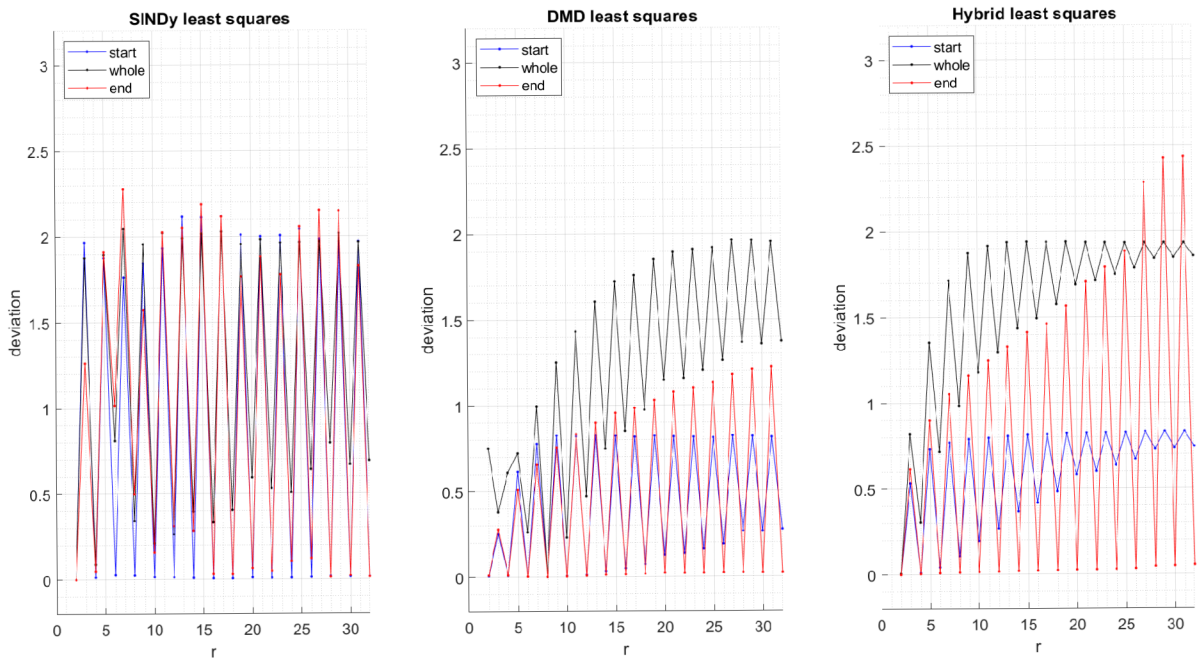 SINDy least squares
start
whole
end
3
2.5
2
1.5
1
0.5
0
0 5 10 15 20 25 30
deviation
r
DMD least squares
start
whole
end
3
2.5
2
1.5
1
0.5
0
0 5 10 15 20 25 30
deviation
r
Hybrid least squares
start
whole
end
3
2.5
2
1.5
1
0.5
0
0 5 10 15 20 25 30
deviation
r